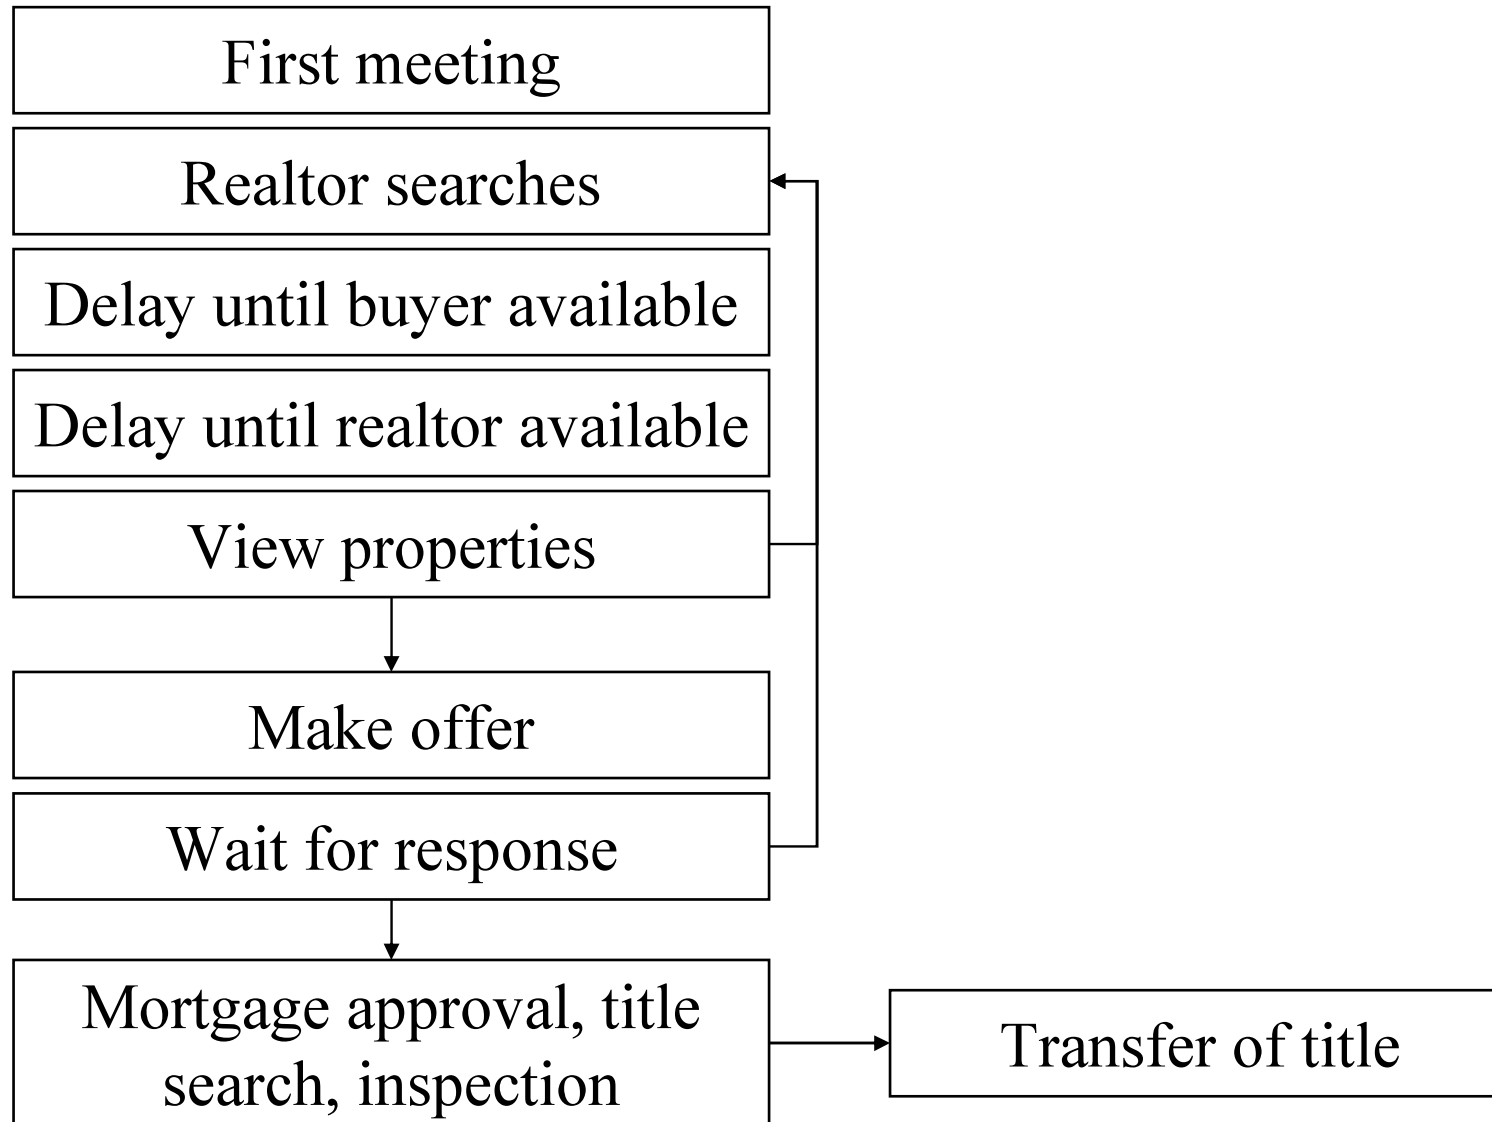 First meeting
Realtor searches
Delay until buyer available
Delay until realtor available
View properties
Make offer
Wait for response
Mortgage approval, title
search, inspection
Transfer of title